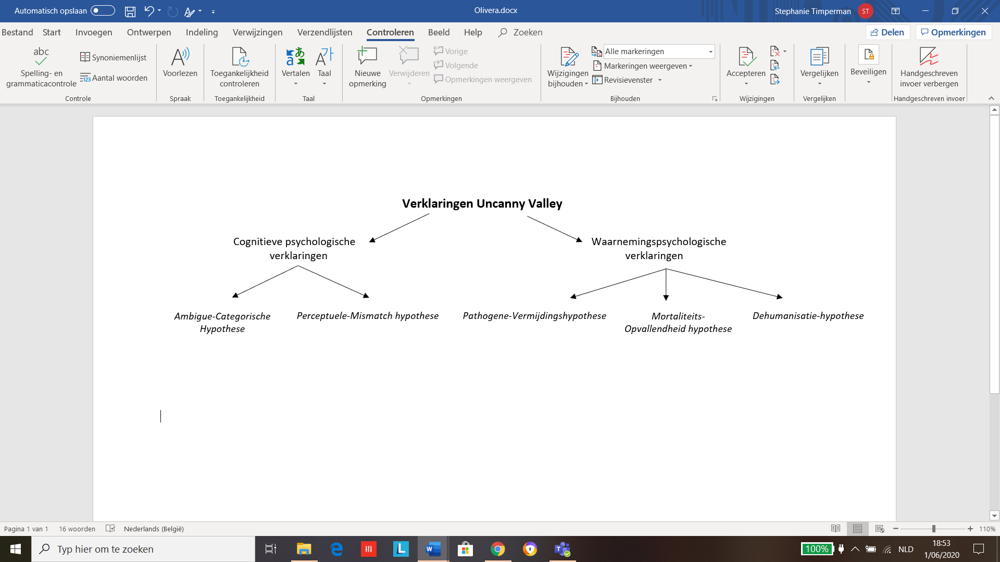 Automatisch opslaan
Olivera.docx
Stephanie Timperman
ST
Bestand Start Invoegen Ontwerpen Indeling Verwijzingen Verzendlijsten Controleren Beeld Help Zoeken
Delen
Opmerkingen
abc
Spelling- en
grammaticacontrole
Synoniemenlijst
123 Aantal woorden
Controle
Voorlezen
Spraak
Toegankelijkheid
controleren
Toegankelijkheid
Vertalen
Taal
Taal
Nieuwe
opmerking
Verwijderen
Vorige
Volgende
Opmerkingen weergeven
Opmerkingen
Wijzigingen
bijhouden
Alle markeringen
Markeringen weergeven
Revisievenster
Bijhouden
Accepteren
Wijzigingen
Vergelijken
Vergelijken
Beveiligen
Handgeschreven
invoer verbergen
Handgeschreven invoer
Verklaringen Uncanny Valley
Cognitieve psychologische
verklaringen
Waarnemingspsychologische
verklaringen
Ambigue-Categorische
Hypothese
Perceptuele-Mismatch hypothese
Pathogene-Vermijdingshypothese
Mortaliteits-
Opvallendheid hypothese
Dehumanisatie-hypothese
Pagina 1 van 1
16 woorden
Nederlands (België)
110%
Typ hier om te zoeken
100%
NLD
18:53
1/06/2020